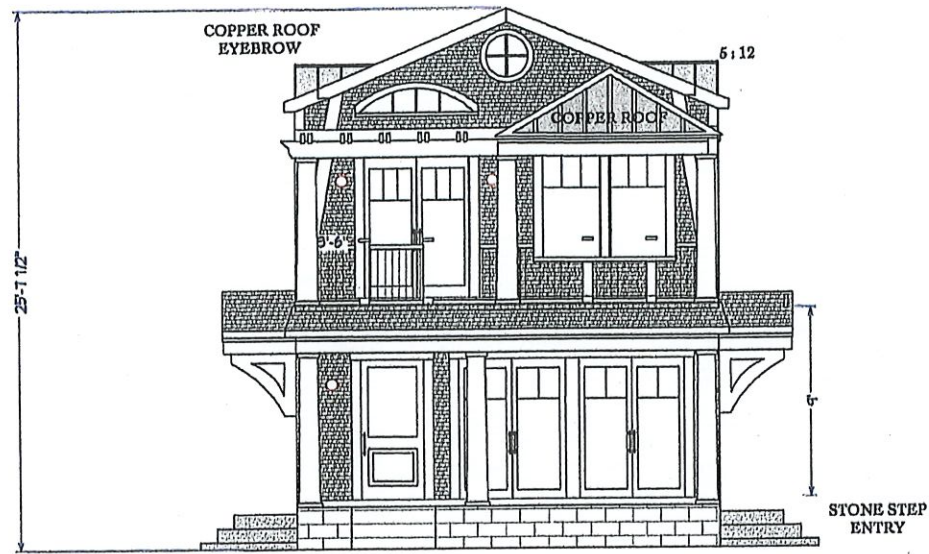 COPPER ROOF
EYEBROW
5:12
COPPER ROOF
25'-7 1/2"
STONE STEP
ENTRY